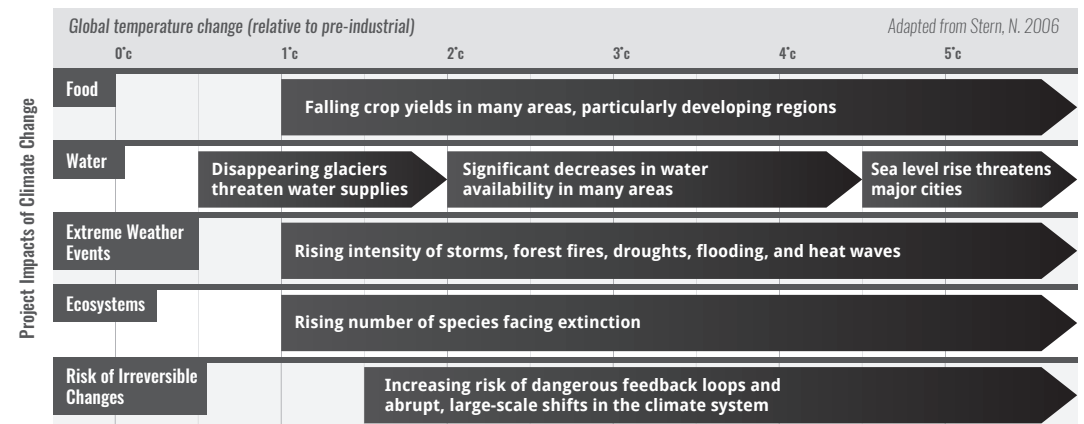 Global temperature change (relative to pre-industrial)
Adapted from Stern, N. 2006
0°c 1°c 2°c 3°c 4°c 5°c
Project Impacts of Climate Change
Food
Falling crop yields in many areas, particularly developing regions
Water
Disappearing glaciers
threaten water supplies
Significant decreases in water
availability in many areas
Sea level rise threatens
major cities
Extreme Weather
Events
Rising intensity of storms, forest fires, droughts, flooding, and heat waves
Ecosystems
Rising number of species facing extinction
Risk of Irreversible
Changes
Increasing risk of dangerous feedback loops and
abrupt, large-scale shifts in the climate system